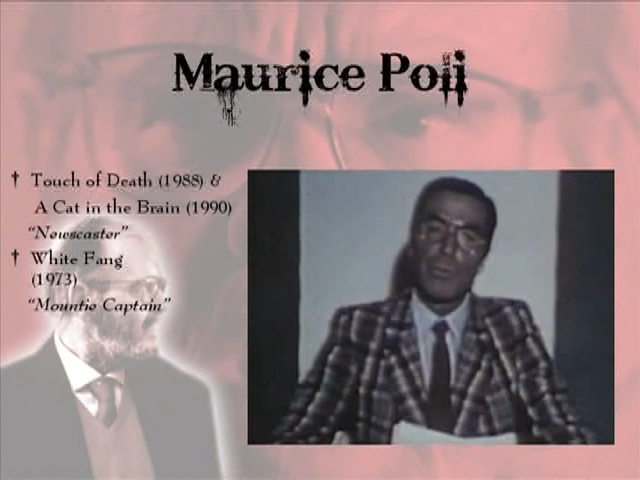 Maurice Poli
† Touch of Death (1988) &
A Cat in the Brain (1990)
"Newscaster"
† White Fang
(1973)
"Mountie Captain"